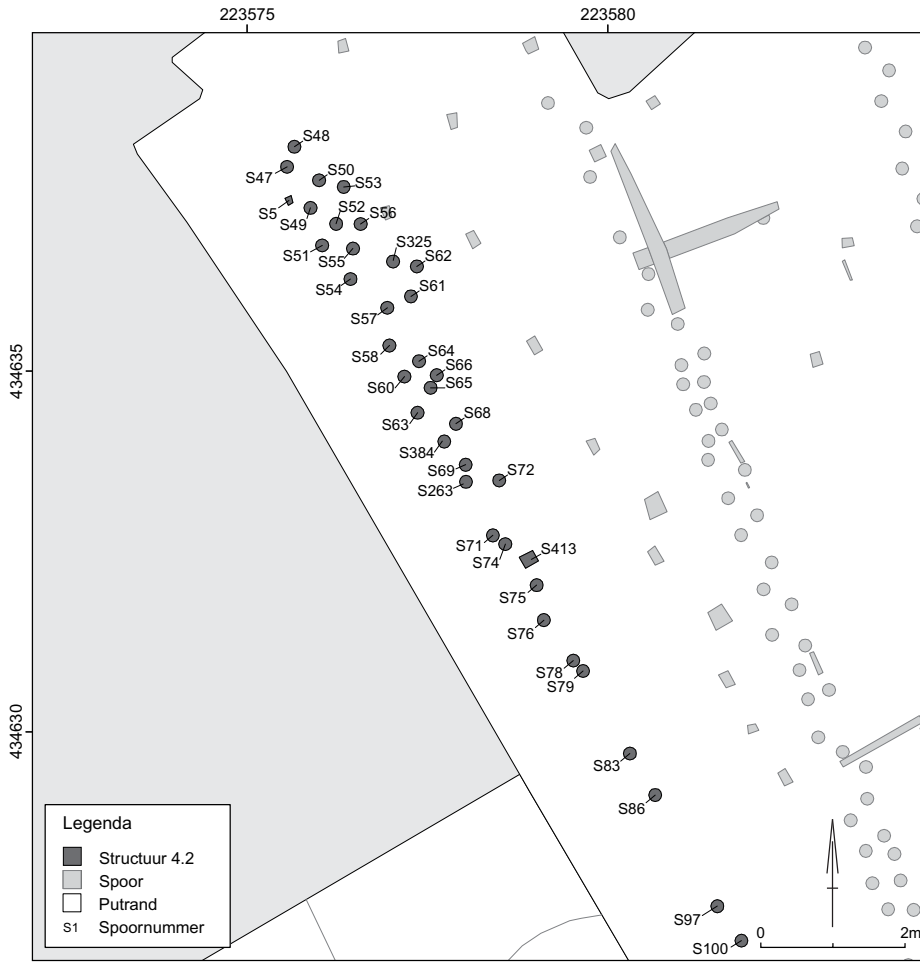 223575
223580
S48
S47
S50
S53
S5
S49
S52
S56
S51
S55
S325
S62
S54
S61
S57
S58
S64
S66
S60
S65
S63
S68
S384
S69
S72
S263
S71
S74
S413
S75
S76
S78
S79
S83
S86
S97
S100
434635
434630
Legenda
Structuur 4.2
Spoor
Putrand
S1 Spoornummer
0 2m